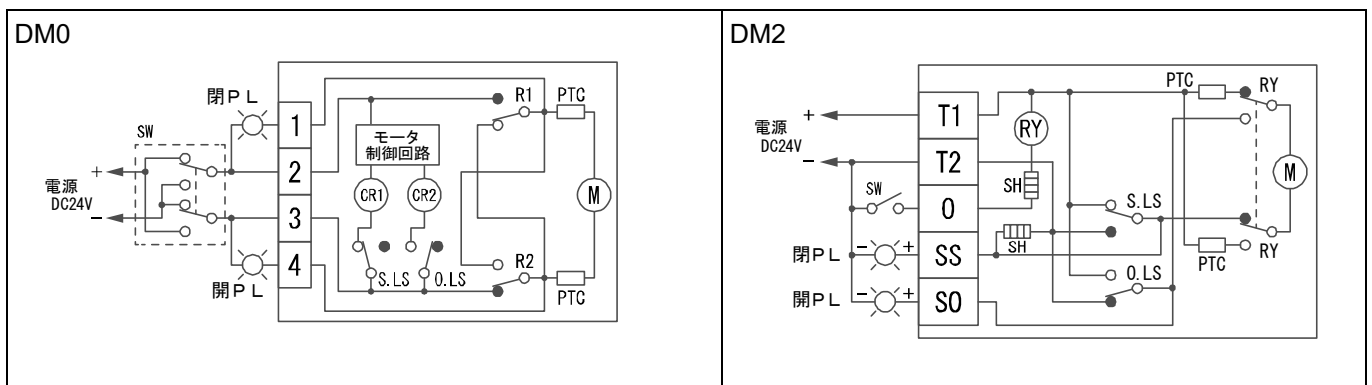 DM0
閉ＰＬ
SW
電源
DC24V
+
-
開ＰＬ
1
2
3
4
モータ
制御回路
CR1
CR2
S.LS
O.LS
R1
R2
PTC
M
PTC
DM2
電源
DC24V
+
-
SW
閉ＰＬ
- +
開ＰＬ
- +
T1
T2
O
SS
SO
RY
SH
SH
S.LS
O.LS
PTC
RY
M
PTC
RY